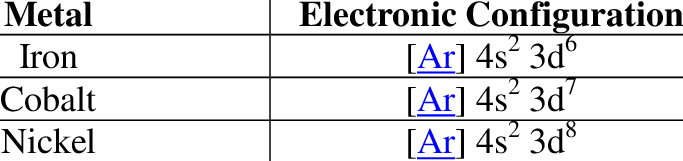 Metal Electronic Configuration
Iron [Ar] 4s² 3d⁶
Cobalt [Ar] 4s² 3d⁷
Nickel [Ar] 4s² 3d⁸